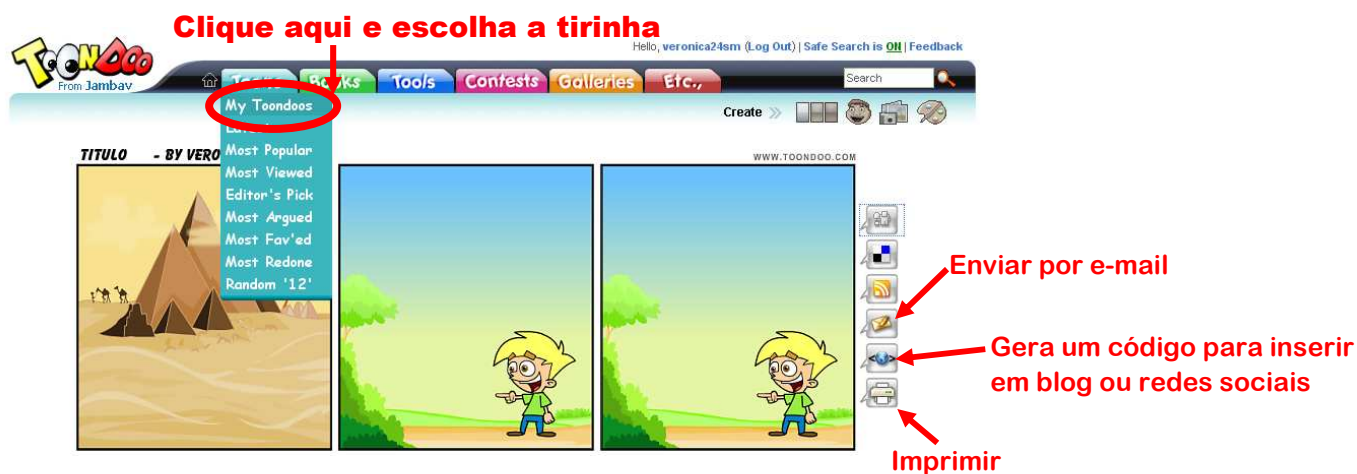 Clique aqui e escolha a tirinha
Hello, veronica24sm (Log Out) | Safe Search is ON | Feedback
TOONDOO
From Jambav
Toons Books Tools Contests Galleries Etc.,
Search
My Toondoos
Create »
Most Popular
Most Viewed
Editor's Pick
Most Argued
Most Fav'ed
Most Redone
Random '12'
TITULO - BY VERO
WWW.TOONDOO.COM
Enviar por e-mail
Gera um código para inserir
em blog ou redes sociais
Imprimir